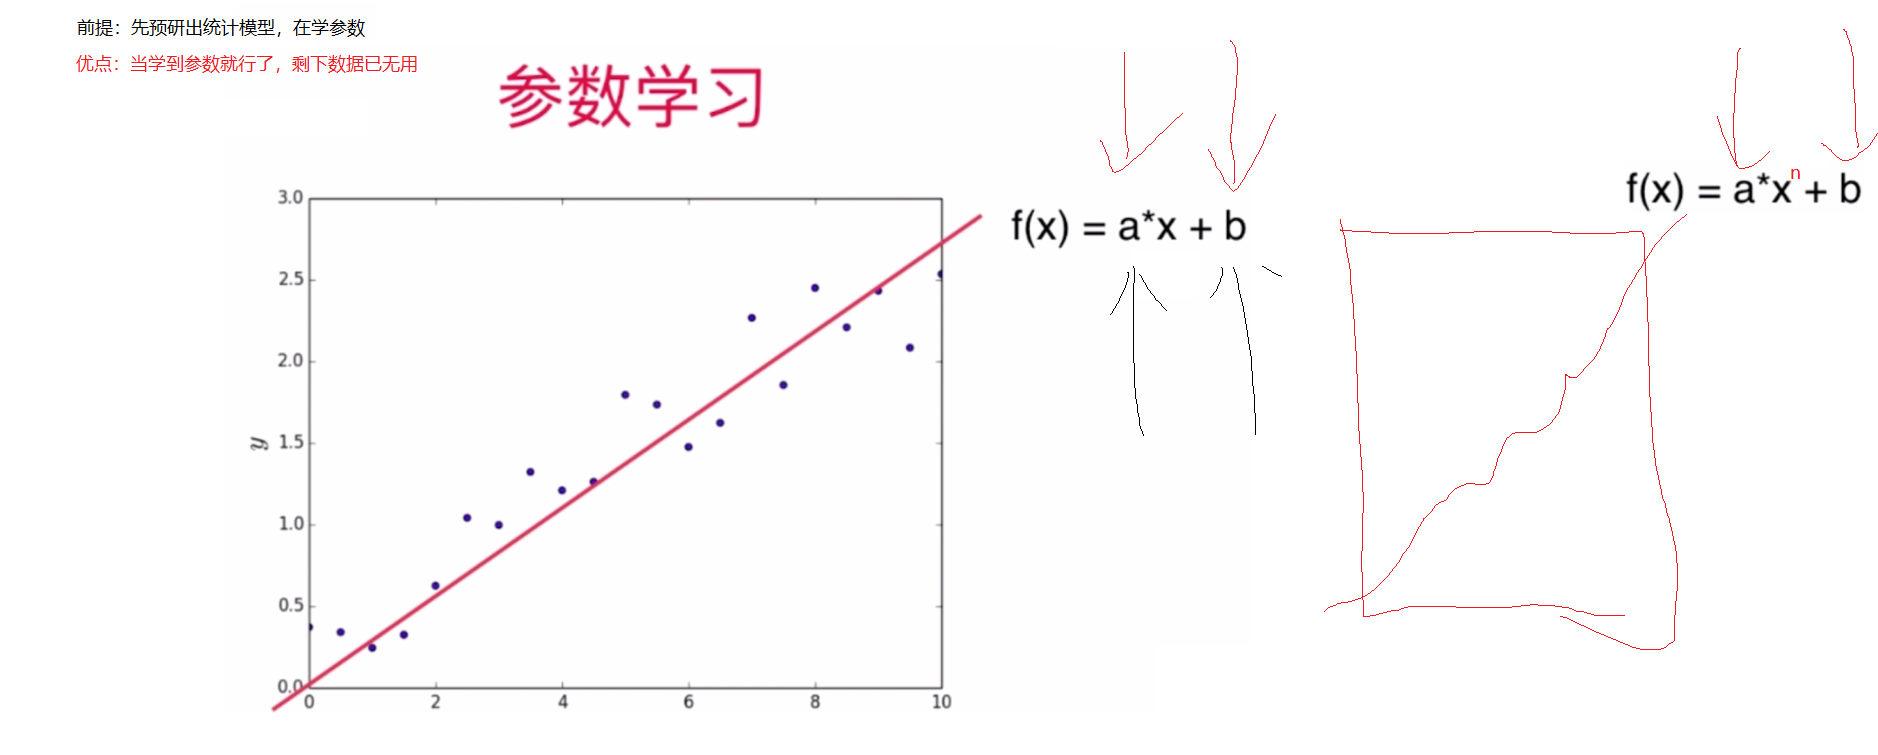 前提：先预研出统计模型，在学参数
优点：当学到参数就行了，剩下数据已无用
参数学习
f(x) = a*xⁿ + b
f(x) = a*x + b
3.0
2.5
2.0
1.5
1.0
0.5
0.0
y
0 2 4 6 8 10